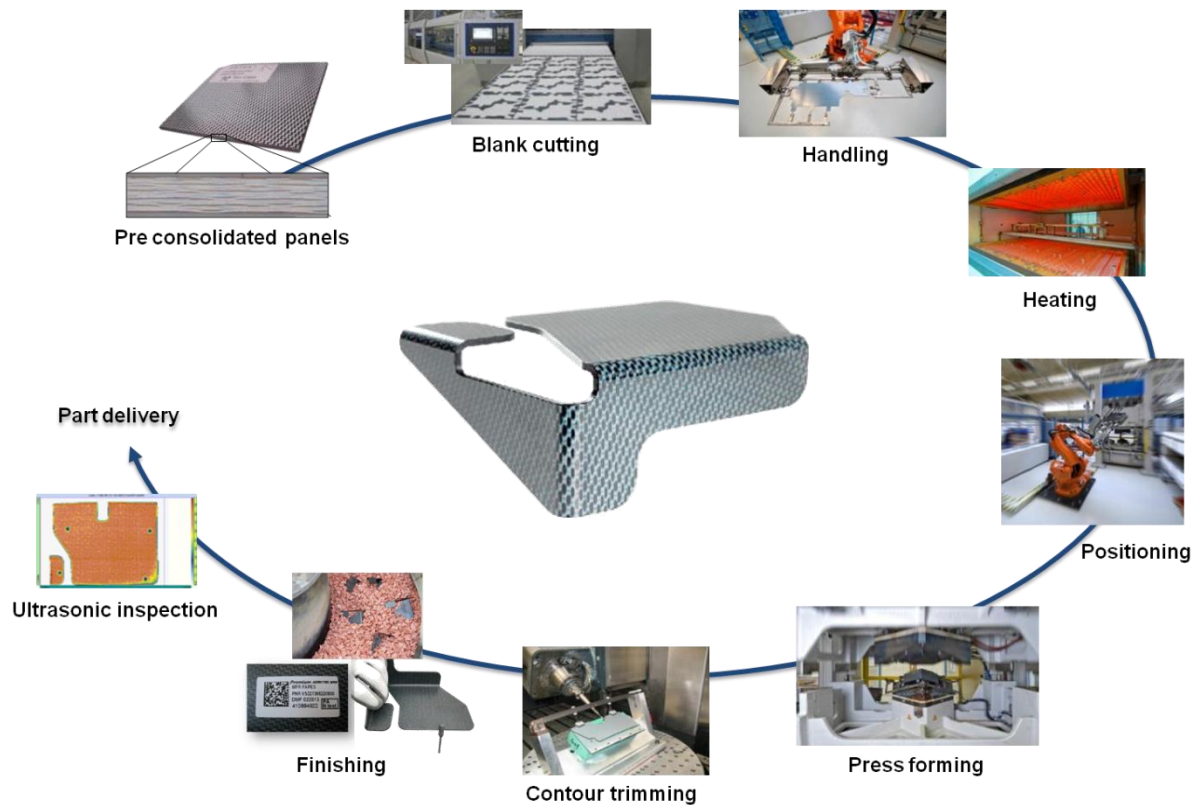 Blank cutting
Handling
Pre consolidated panels
Heating
Part delivery
Positioning
Ultrasonic inspection
Press forming
Finishing
Contour trimming